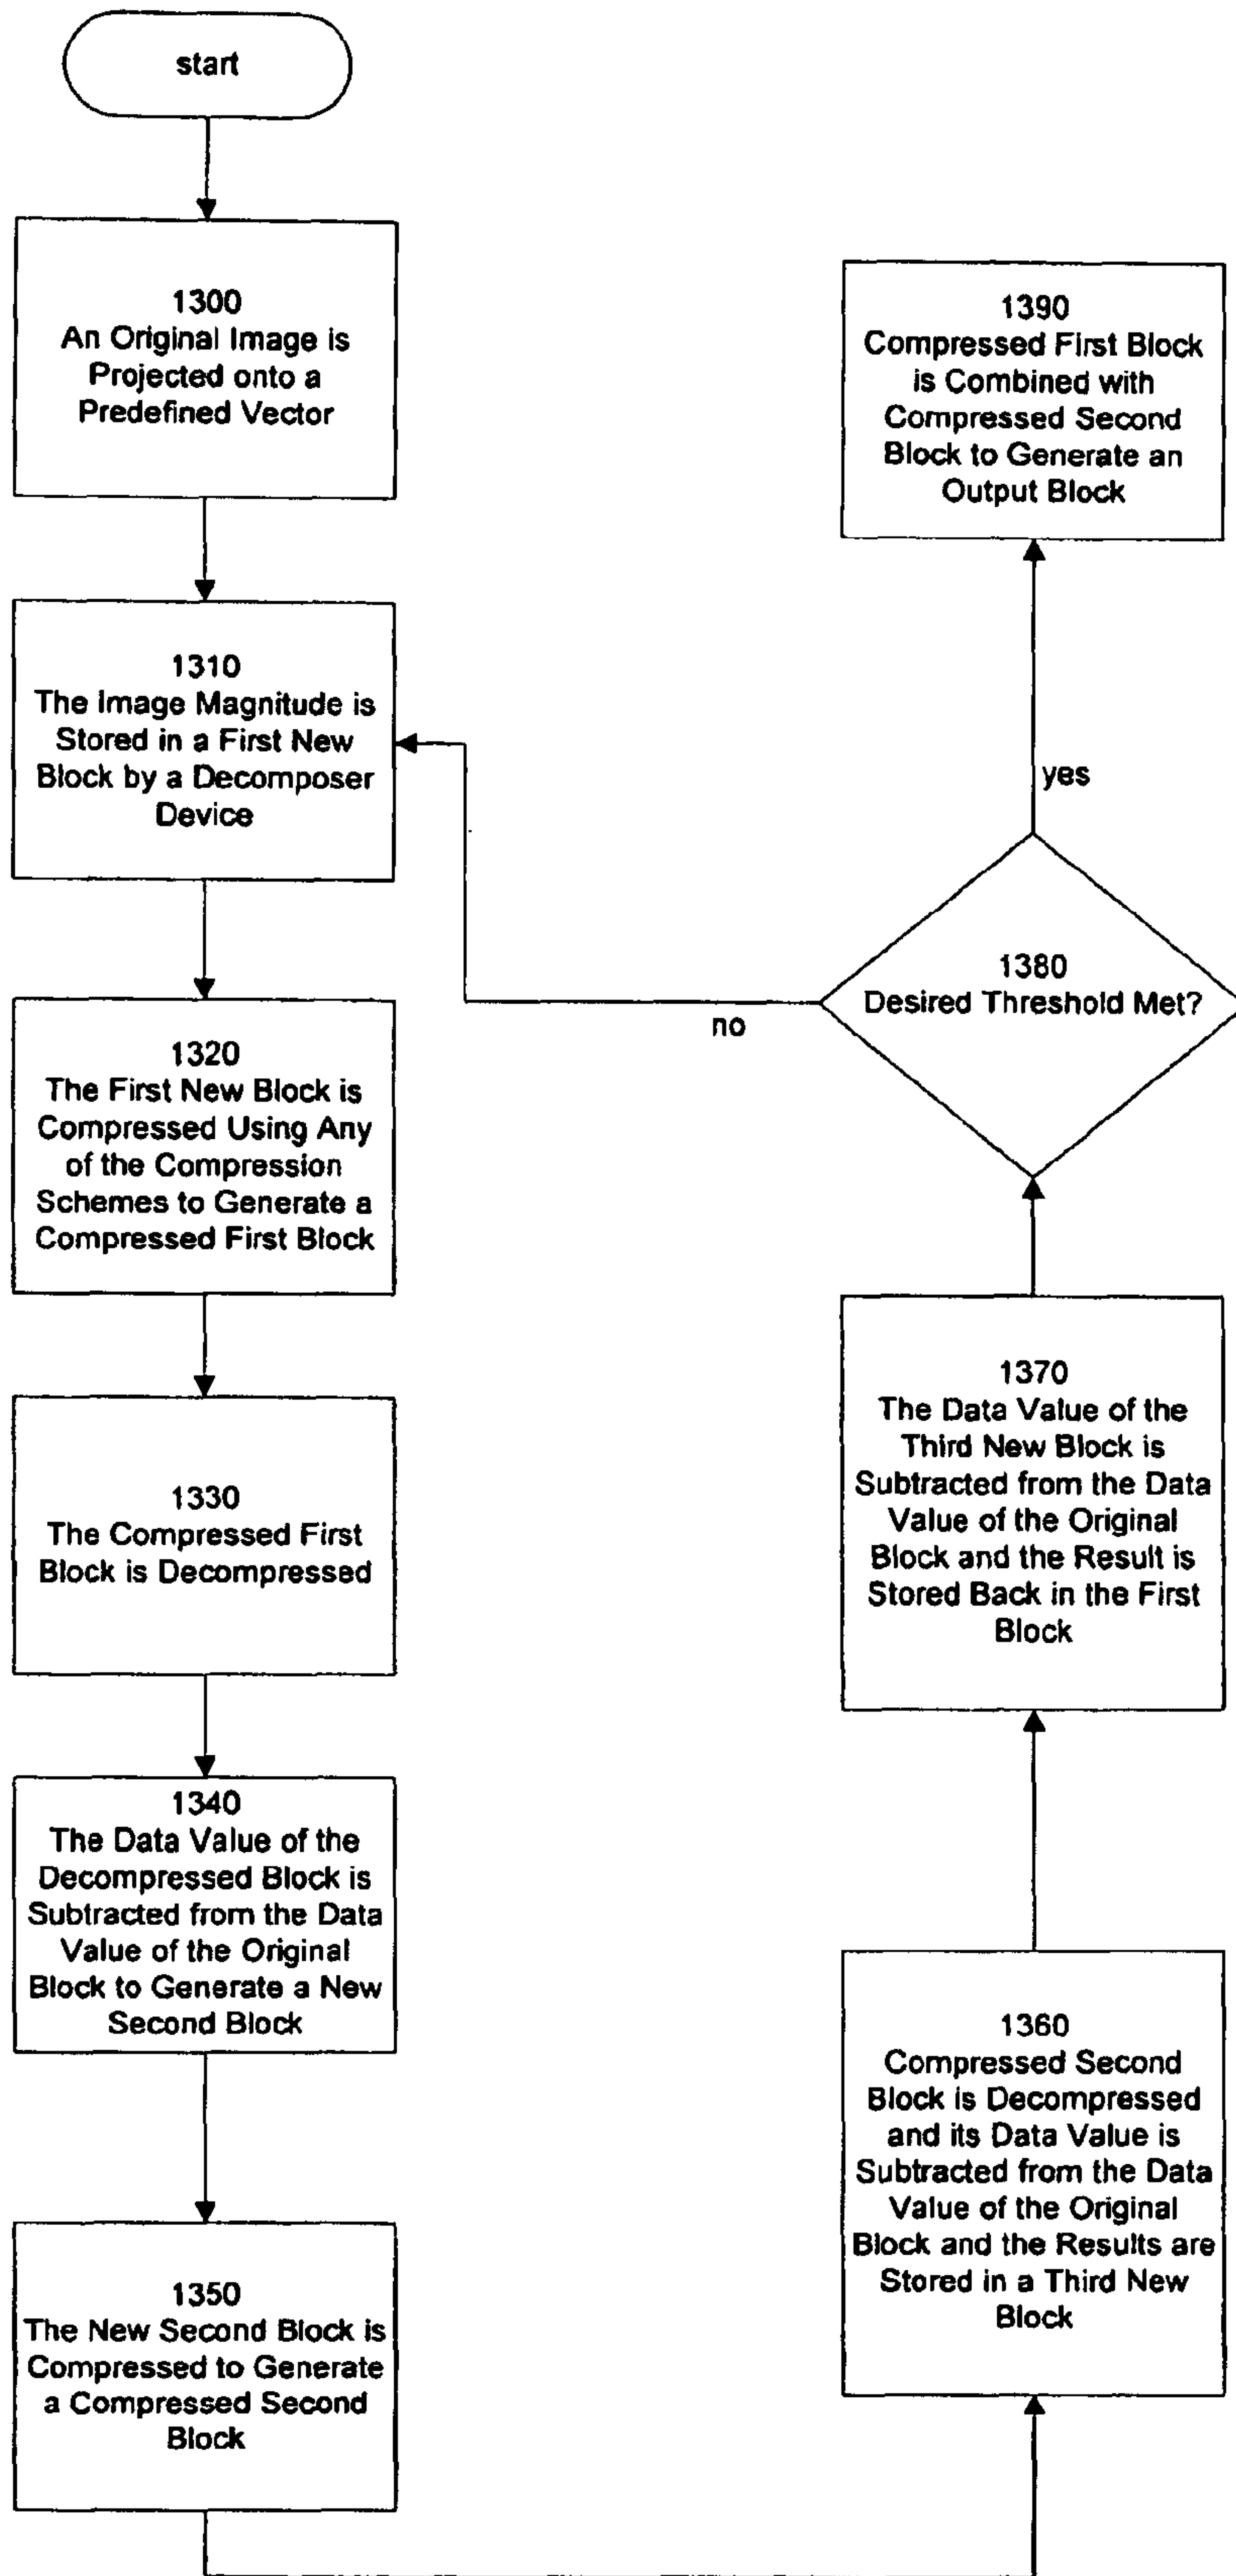 start
1300
An Original Image is
Projected onto a
Predefined Vector
1310
The Image Magnitude is
Stored in a First New
Block by a Decomposer
Device
1320
The First New Block is
Compressed Using Any
of the Compression
Schemes to Generate a
Compressed First Block
1330
The Compressed First
Block is Decompressed
1340
The Data Value of the
Decompressed Block is
Subtracted from the Data
Value of the Original
Block to Generate a New
Second Block
1350
The New Second Block is
Compressed to Generate
a Compressed Second
Block
1360
Compressed Second
Block is Decompressed
and its Data Value is
Subtracted from the Data
Value of the Original
Block and the Results are
Stored in a Third New
Block
1370
The Data Value of the
Third New Block is
Subtracted from the Data
Value of the Original
Block and the Result is
Stored Back in the First
Block
1380
Desired Threshold Met?
no
yes
1390
Compressed First Block
is Combined with
Compressed Second
Block to Generate an
Output Block